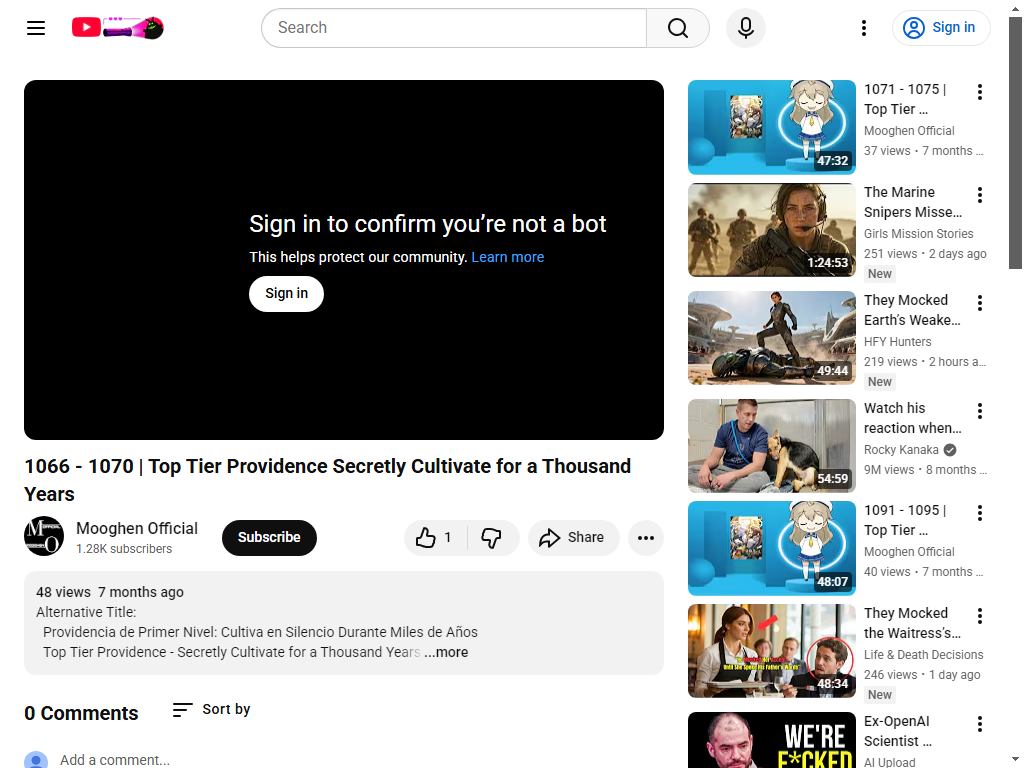 Search
Sign in
Sign in to confirm you’re not a bot
This helps protect our community. Learn more
Sign in
1066 - 1070 | Top Tier Providence Secretly Cultivate for a Thousand
Years
Mooghen Official
1.28K subscribers
Subscribe
1
Share
48 views 7 months ago
Alternative Title:
Providencia de Primer Nivel: Cultiva en Silencio Durante Miles de Años
Top Tier Providence - Secretly Cultivate for a Thousand Years ...more
0 Comments
Sort by
Add a comment...
47:32
1071 - 1075 |
Top Tier ...
Mooghen Official
37 views • 7 months ...
1:24:53
The Marine
Snipers Misse...
Girls Mission Stories
251 views • 2 days ago
New
49:44
They Mocked
Earth’s Weake...
HFY Hunters
219 views • 2 hours a...
New
54:59
Watch his
reaction when...
Rocky Kanaka
9M views • 8 months ...
48:07
1091 - 1095 |
Top Tier ...
Mooghen Official
40 views • 7 months ...
48:34
They Mocked
the Waitress’s...
Life & Death Decisions
246 views • 1 day ago
New
WE'RE
F*CKED
Ex-OpenAI
Scientist ...
AI Upload